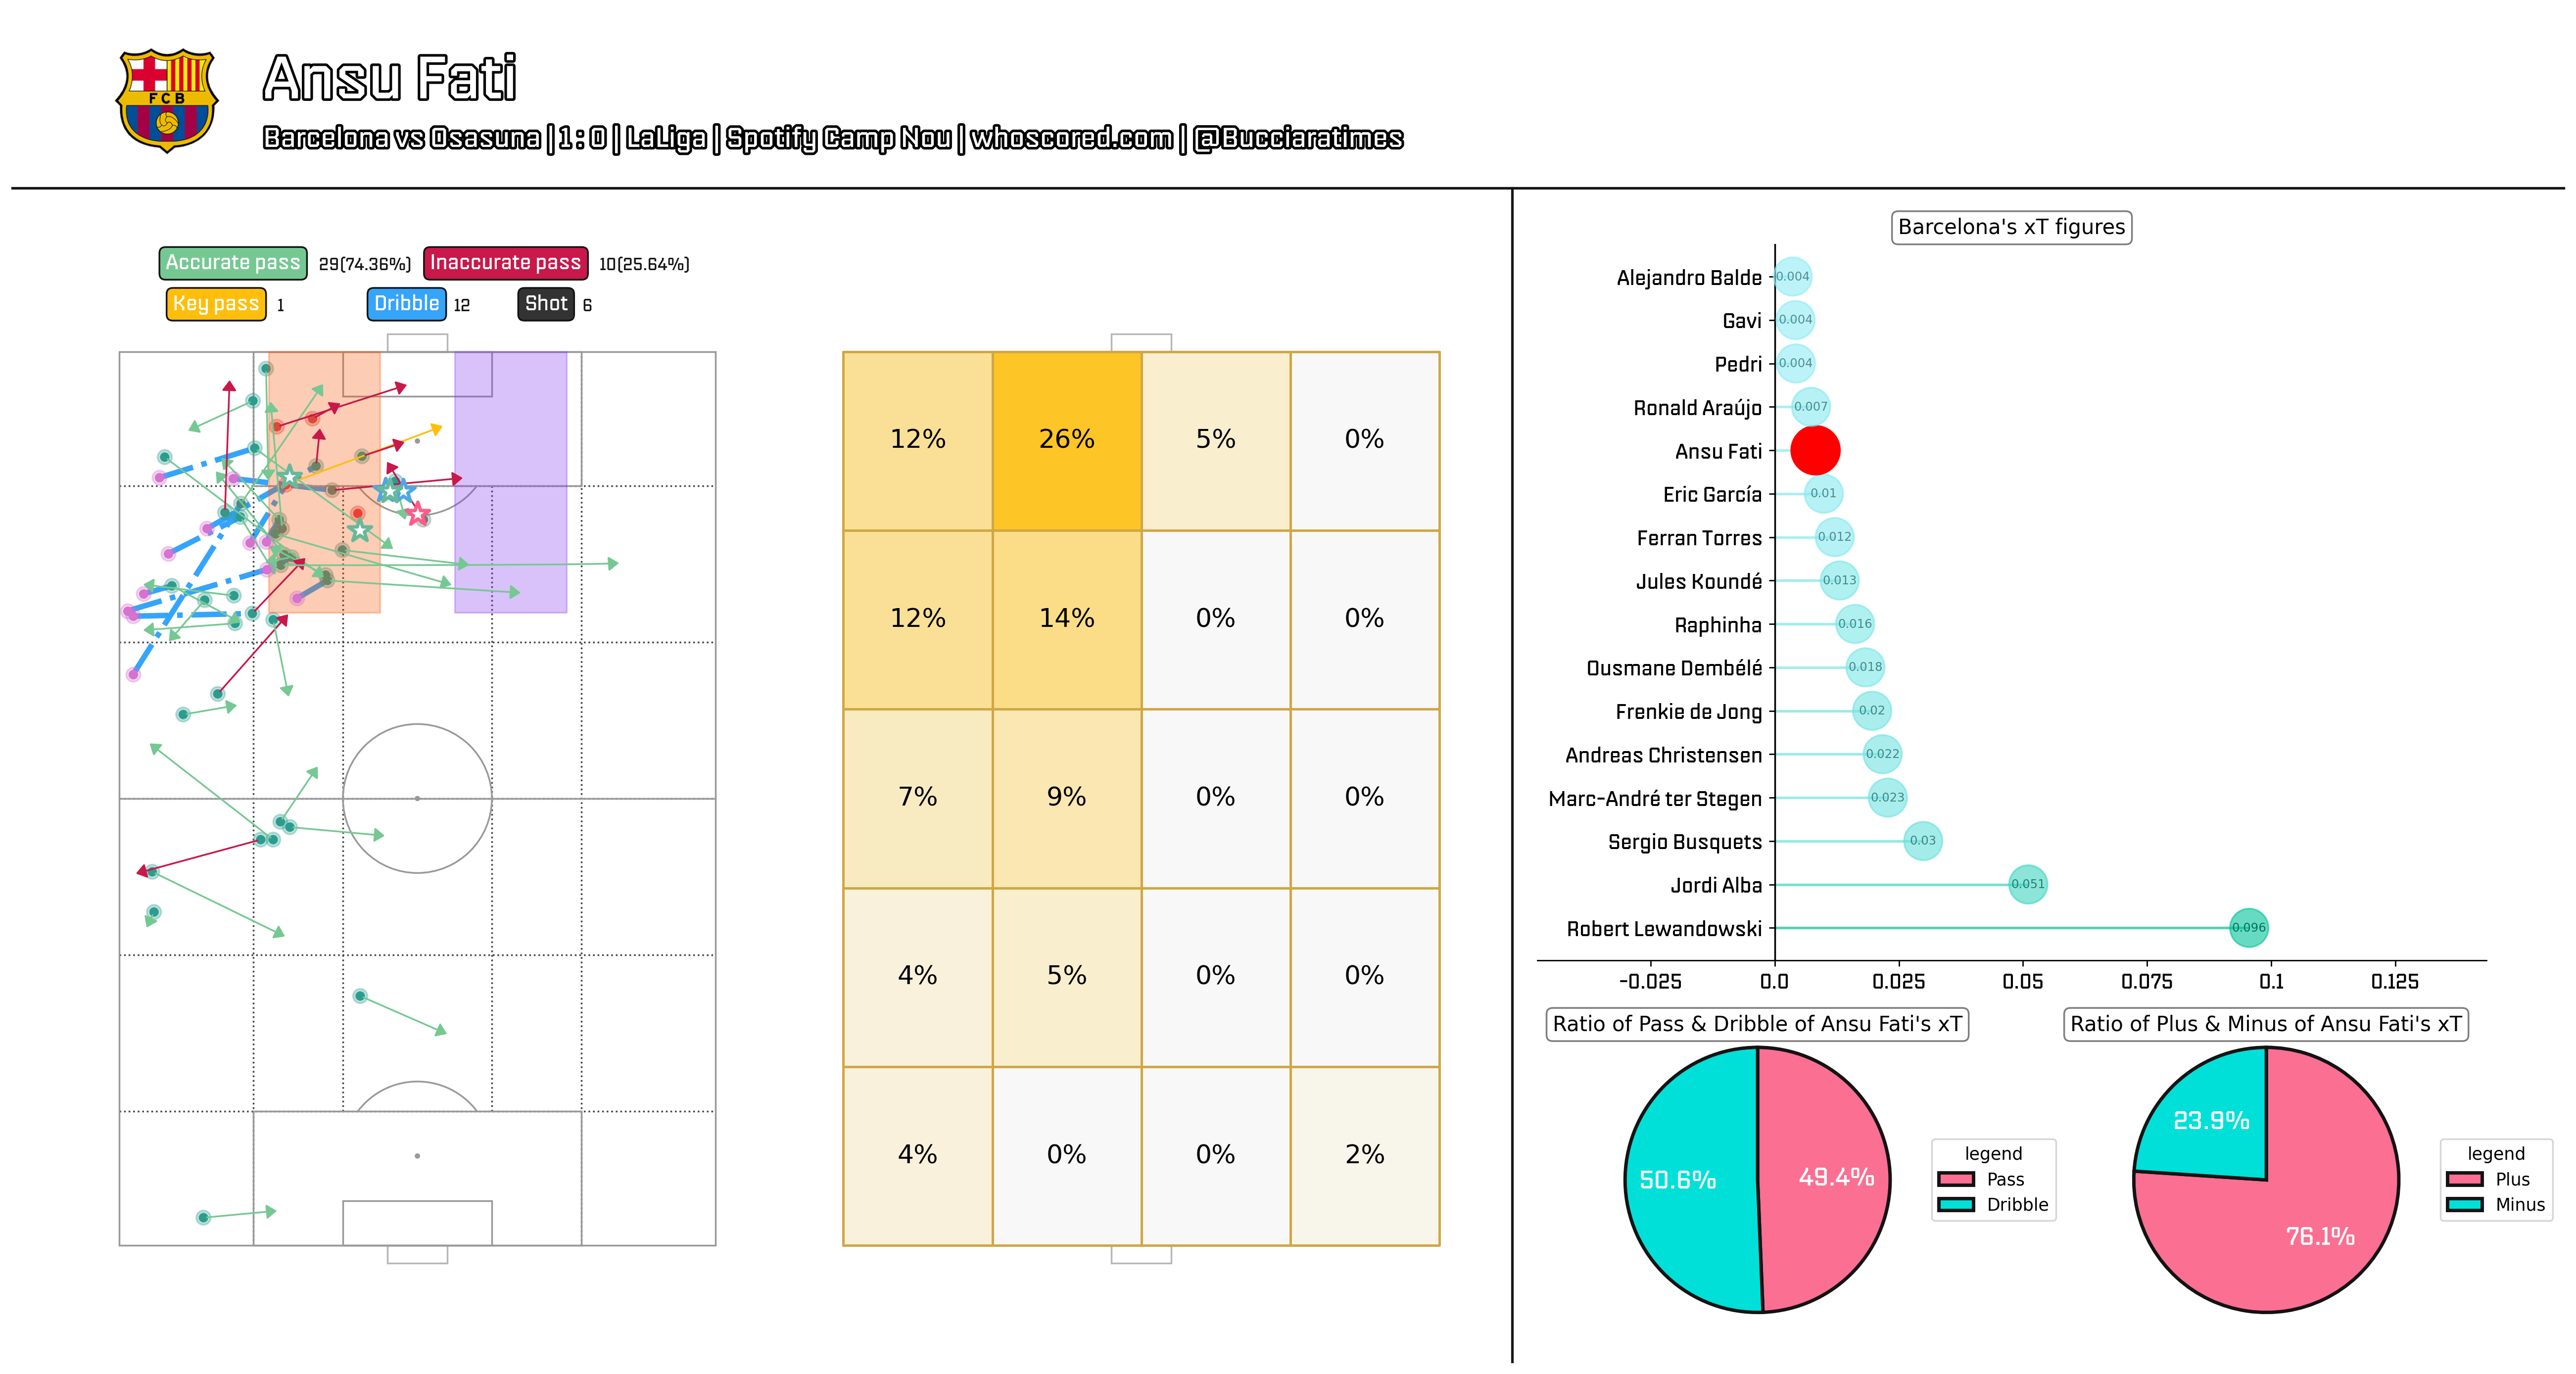 FCB
Ansu Fati
Barcelona vs Osasuna | 1 : 0 | LaLiga | Spotify Camp Nou | whoscored.com | @Bucciaratimes
Accurate pass 29(74.36%) Inaccurate pass 10(25.64%)
Key pass 1 Dribble 12 Shot 6
12% 26% 5% 0%
12% 14% 0% 0%
7% 9% 0% 0%
4% 5% 0% 0%
4% 0% 0% 2%
Barcelona's xT figures
Alejandro Balde 0.004
Gavi 0.004
Pedri 0.004
Ronald Araújo 0.007
Ansu Fati
Eric García 0.01
Ferran Torres 0.012
Jules Koundé 0.013
Raphinha 0.016
Ousmane Dembélé 0.018
Frenkie de Jong 0.02
Andreas Christensen 0.022
Marc-André ter Stegen 0.023
Sergio Busquets 0.03
Jordi Alba 0.051
Robert Lewandowski 0.096
-0.025 0.0 0.025 0.05 0.075 0.1 0.125
Ratio of Pass & Dribble of Ansu Fati's xT
50.6% 49.4%
legend
Pass
Dribble
Ratio of Plus & Minus of Ansu Fati's xT
23.9%
76.1%
legend
Plus
Minus